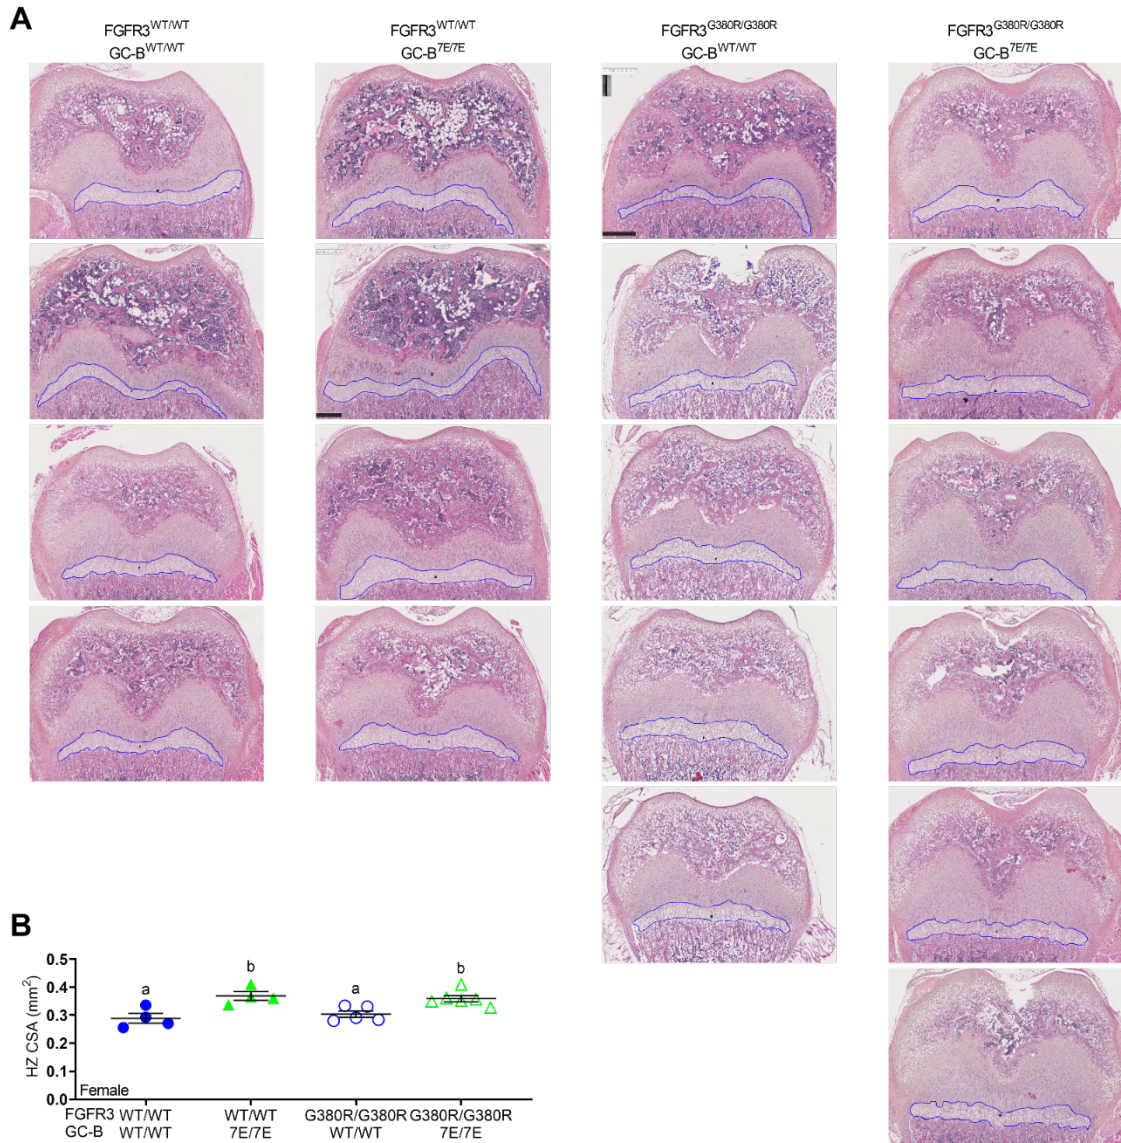 A
FGFR3WT/WT
GC-BWT/WT
FGFR3WT/WT
GC-B7E/7E
FGFR3G380R/G380R
GC-BWT/WT
FGFR3G380R/G380R
GC-B7E/7E
B
HZ CSA (mm2)
0.5
0.4
0.3
0.2
0.1
0.0
a
b
a
b
Female
FGFR3 WT/WT WT/WT G380R/G380R G380R/G380R
GC-B WT/WT 7E/7E WT/WT 7E/7E